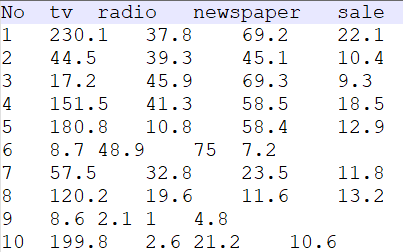 No tv radio newspaper sale
1 230.1 37.8 69.2 22.1
2 44.5 39.3 45.1 10.4
3 17.2 45.9 69.3 9.3
4 151.5 41.3 58.5 18.5
5 180.8 10.8 58.4 12.9
6 8.7 48.9 75 7.2
7 57.5 32.8 23.5 11.8
8 120.2 19.6 11.6 13.2
9 8.6 2.1 1 4.8
10 199.8 2.6 21.2 10.6